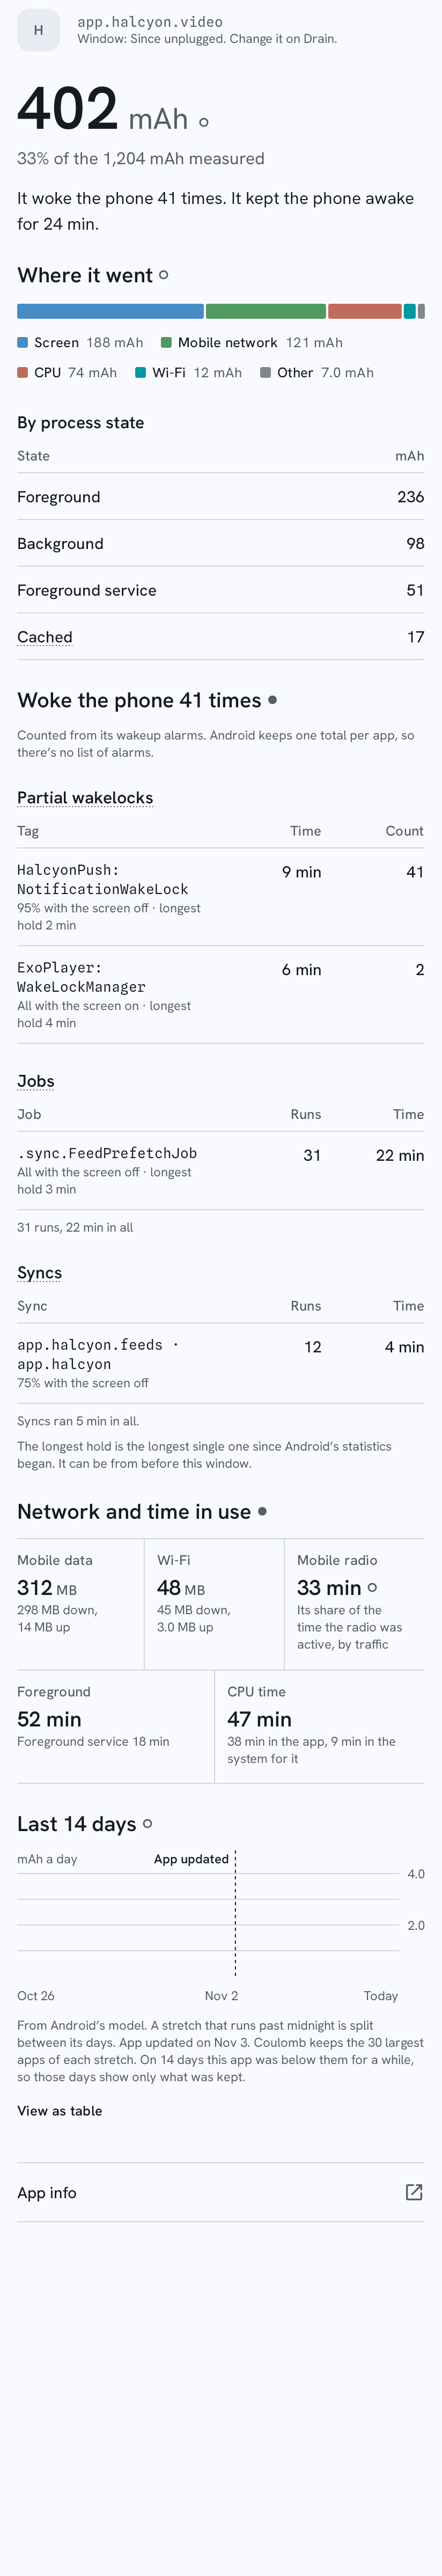 H
app.halcyon.video
Window: Since unplugged. Change it on Drain.
402 mAh
33% of the 1,204 mAh measured
It woke the phone 41 times. It kept the phone awake
for 24 min.
Where it went
Screen 188 mAh Mobile network 121 mAh
CPU 74 mAh Wi-Fi 12 mAh Other 7.0 mAh
By process state
State mAh
Foreground 236
Background 98
Foreground service 51
Cached 17
Woke the phone 41 times
Counted from its wakeup alarms. Android keeps one total per app, so
there’s no list of alarms.
Partial wakelocks
Tag Time Count
HalcyonPush: 9 min 41
NotificationWakeLock
95% with the screen off · longest
hold 2 min
ExoPlayer: 6 min 2
WakeLockManager
All with the screen on · longest
hold 4 min
Jobs
Job Runs Time
.sync.FeedPrefetchJob 31 22 min
All with the screen off · longest
hold 3 min
31 runs, 22 min in all
Syncs
Sync Runs Time
app.halcyon.feeds · 12 4 min
app.halcyon
75% with the screen off
Syncs ran 5 min in all.
The longest hold is the longest single one since Android’s statistics
began. It can be from before this window.
Network and time in use
Mobile data Wi-Fi Mobile radio
312 MB 48 MB 33 min
298 MB down, 45 MB down, Its share of the
14 MB up 3.0 MB up time the radio was
active, by traffic
Foreground CPU time
52 min 47 min
Foreground service 18 min 38 min in the app, 9 min in the
system for it
Last 14 days
mAh a day App updated
4.0
2.0
Oct 26 Nov 2 Today
From Android’s model. A stretch that runs past midnight is split
between its days. App updated on Nov 3. Coulomb keeps the 30 largest
apps of each stretch. On 14 days this app was below them for a while,
so those days show only what was kept.
View as table
App info